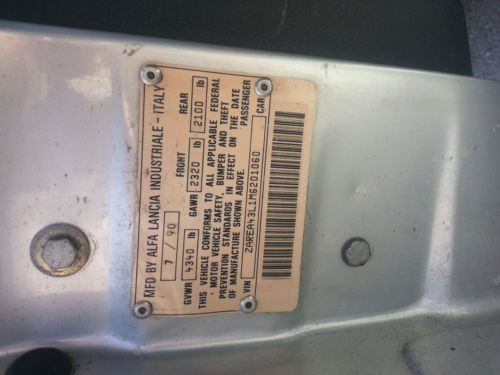 MFD BY ALFA LANCIA INDUSTRIALE - ITALY
7 / 90
FRONT REAR
GVWR 4340 lb GAWR 2320 lb 2100 lb
THIS VEHICLE CONFORMS TO ALL APPLICABLE FEDERAL
MOTOR VEHICLE SAFETY, BUMPER AND THEFT
PREVENTION STANDARDS IN EFFECT ON THE DATE
OF MANUFACTURE SHOWN ABOVE. PASSENGER
VIN ZAREA43L1MG201060 CAR